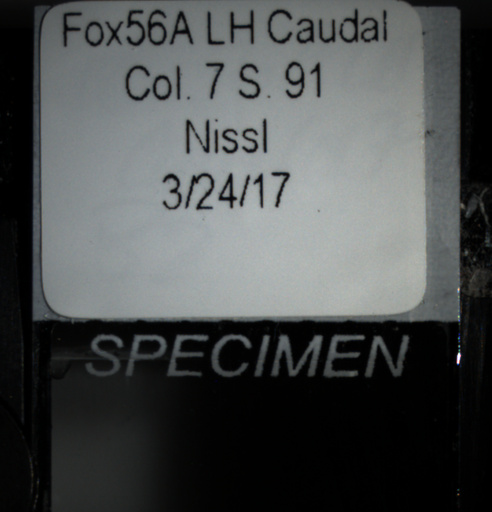 Fox56A LH Caudal
Col. 7 S. 91
Nissl
3/24/17
SPECIMEN